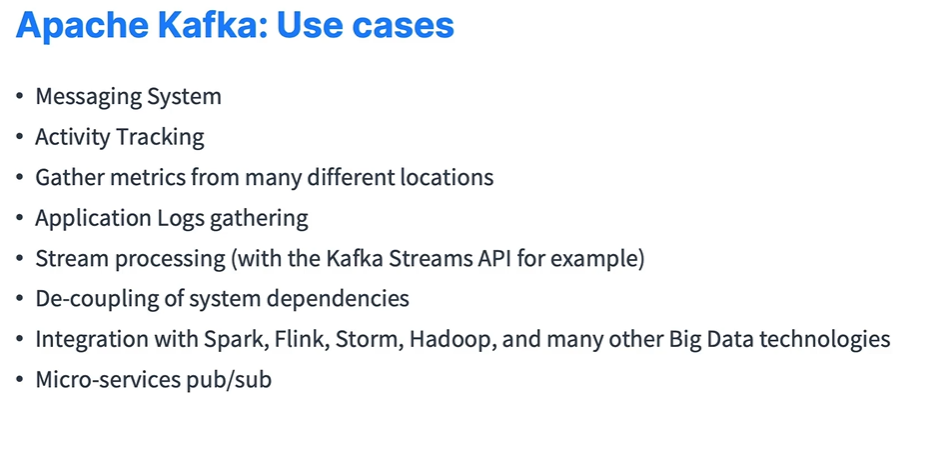 Apache Kafka: Use cases
• Messaging System
• Activity Tracking
• Gather metrics from many different locations
• Application Logs gathering
• Stream processing (with the Kafka Streams API for example)
• De-coupling of system dependencies
• Integration with Spark, Flink, Storm, Hadoop, and many other Big Data technologies
• Micro-services pub/sub